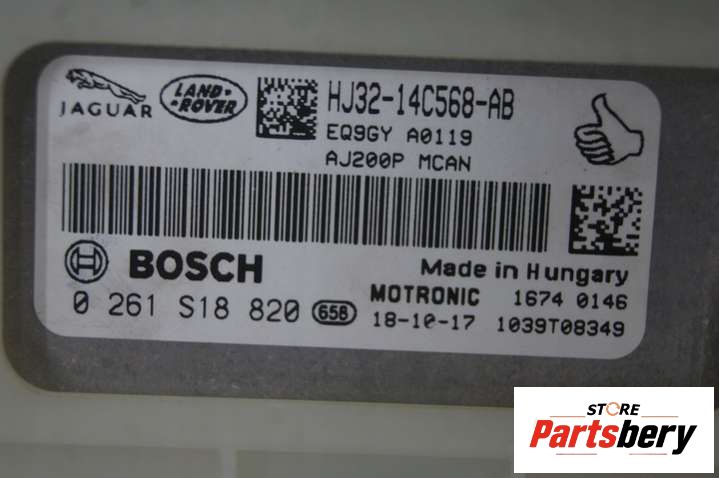 JAGUAR
LAND-
-ROVER
HJ32-14C568-AB
EQ9GY A0119
AJ200P MCAN
BOSCH
Made in Hungary
0 261 S18 820 656
MOTRONIC 1674 0146
18-10-17 1039T08349
STORE
Partsbery